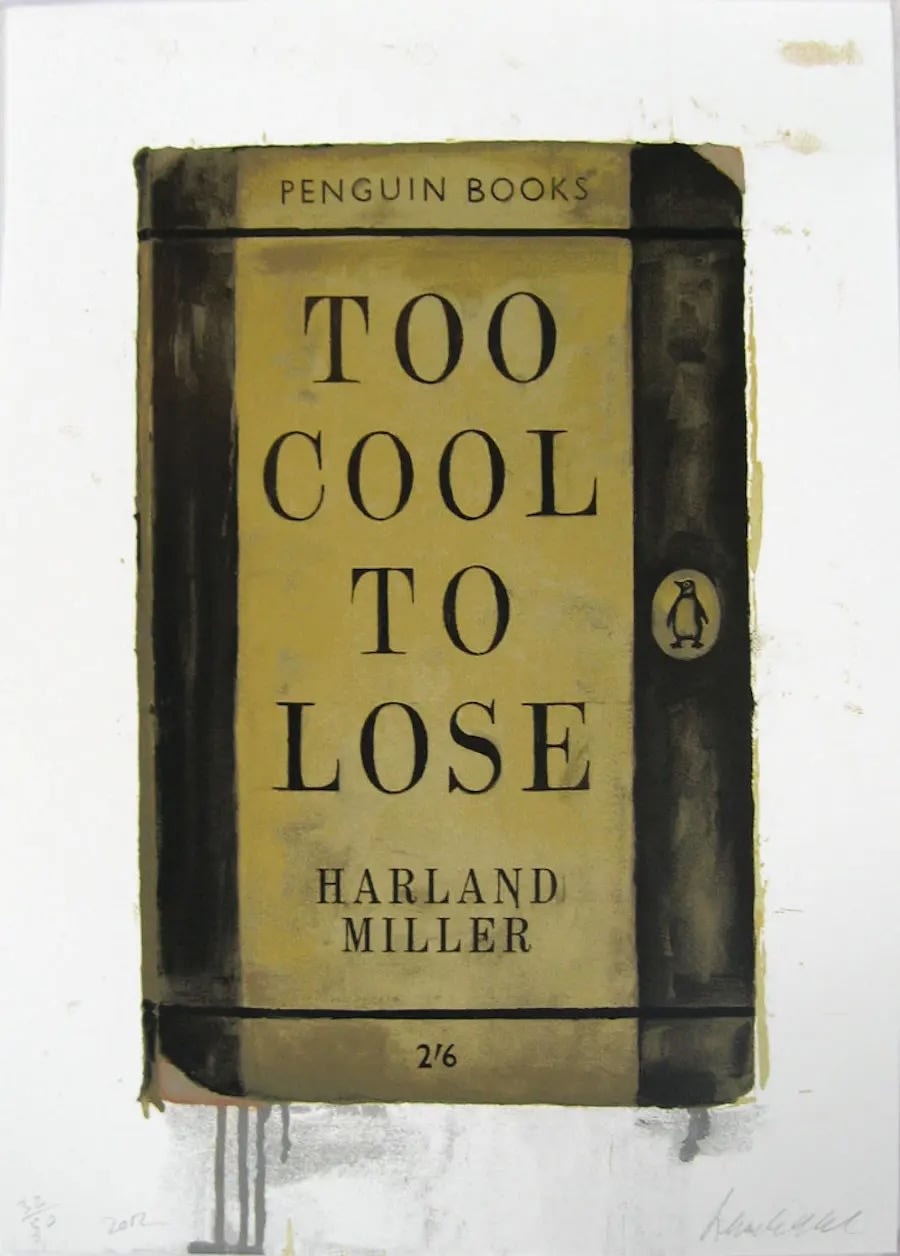 PENGUIN BOOKS
TOO
COOL
TO
LOSE
HARLAND
MILLER
2/6
2012